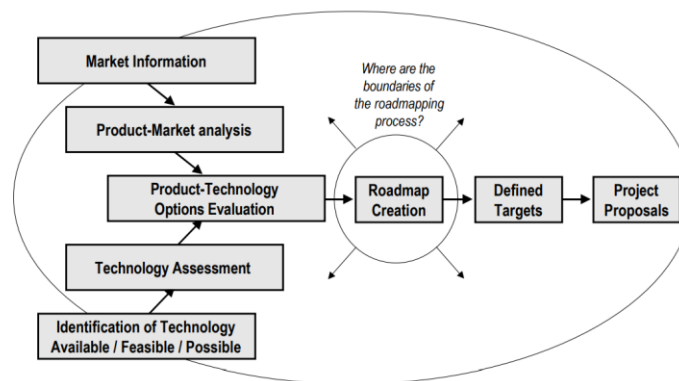 Market Information
Where are the
boundaries of
the roadmapping
process?
Product-Market analysis
Product-Technology
Options Evaluation
Roadmap
Creation
Defined
Targets
Project
Proposals
Technology Assessment
Identification of Technology
Available / Feasible / Possible